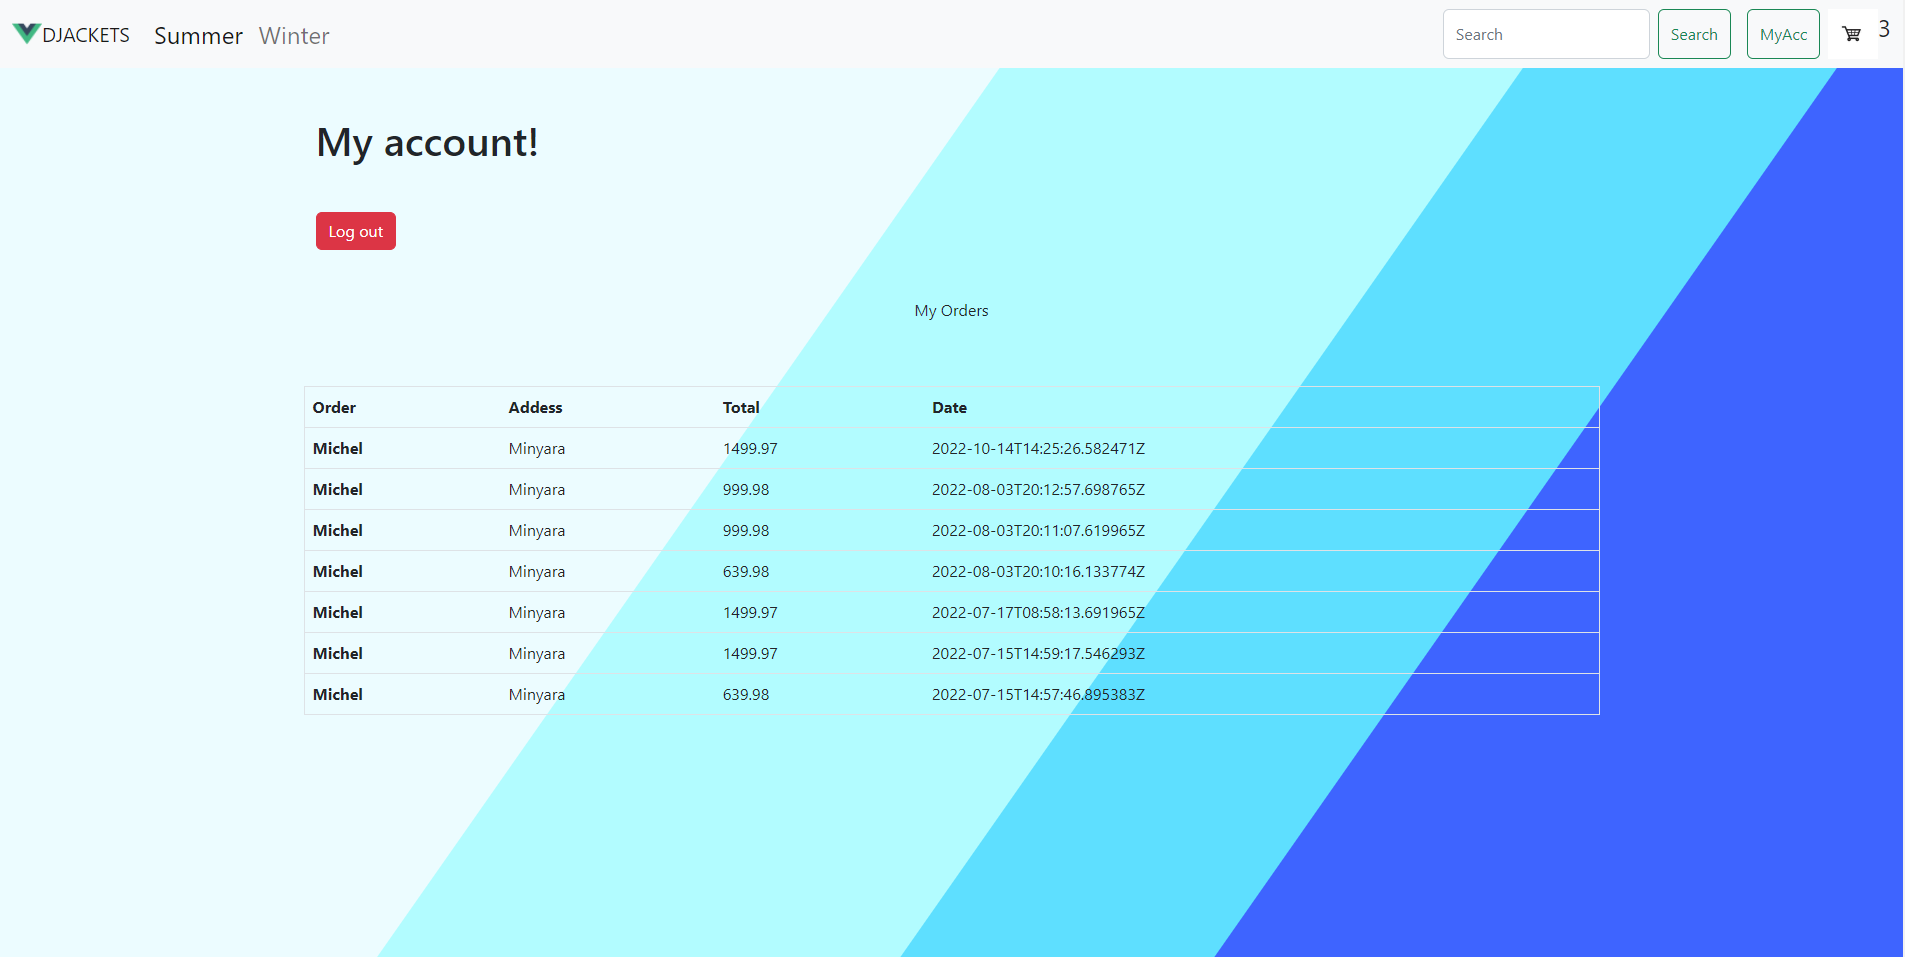 DJACKETS Summer Winter Search Search MyAcc 3
My account!
Log out
My Orders
Order Addess Total Date
Michel Minyara 1499.97 2022-10-14T14:25:26.582471Z
Michel Minyara 999.98 2022-08-03T20:12:57.698765Z
Michel Minyara 999.98 2022-08-03T20:11:07.619965Z
Michel Minyara 639.98 2022-08-03T20:10:16.133774Z
Michel Minyara 1499.97 2022-07-17T08:58:13.691965Z
Michel Minyara 1499.97 2022-07-15T14:59:17.546293Z
Michel Minyara 639.98 2022-07-15T14:57:46.895383Z